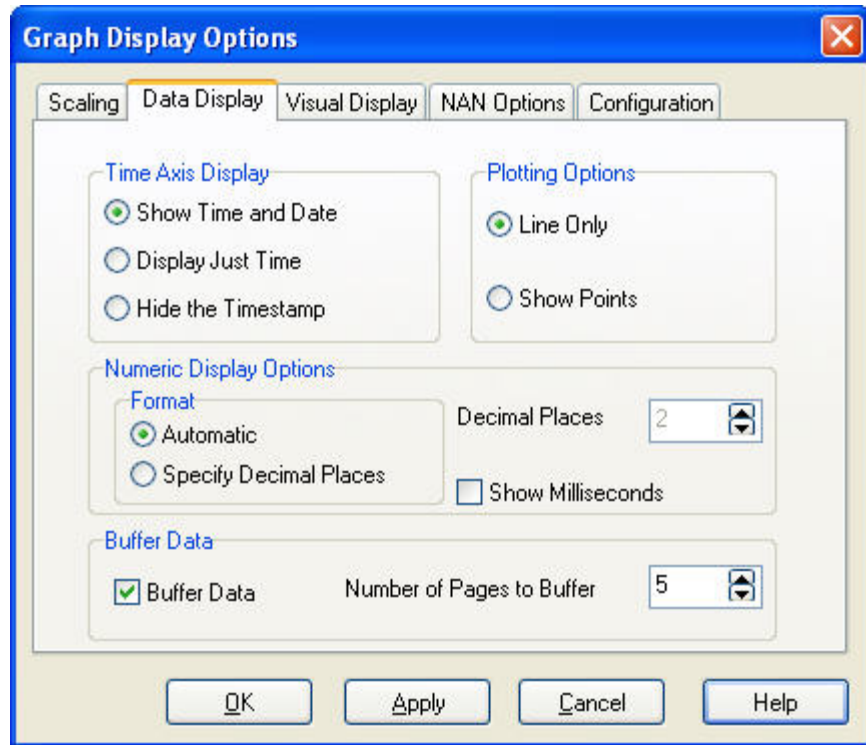 Graph Display Options
Scaling
Data Display
Visual Display
NAN Options
Configuration
Time Axis Display
Show Time and Date
Display Just Time
Hide the Timestamp
Plotting Options
Line Only
Show Points
Numeric Display Options
Format
Automatic
Specify Decimal Places
Decimal Places
2
Show Milliseconds
Buffer Data
Buffer Data
Number of Pages to Buffer
5
OK
Apply
Cancel
Help